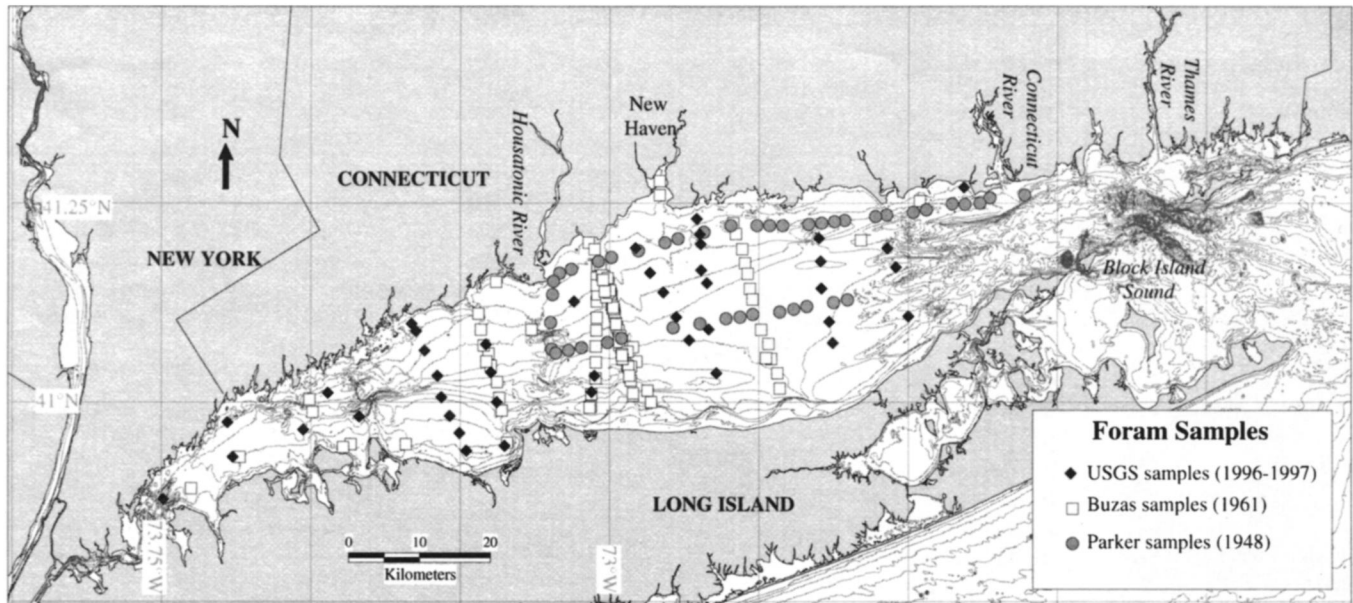 N
CONNECTICUT
NEW YORK
Housatonic River
New
Haven
Connecticut
River
Thames
River
41.25°N
41°N
73.75°W
73°W
Block Island
Sound
LONG ISLAND
0 10 20
Kilometers
Foram Samples
USGS samples (1996-1997)
Buzas samples (1961)
Parker samples (1948)